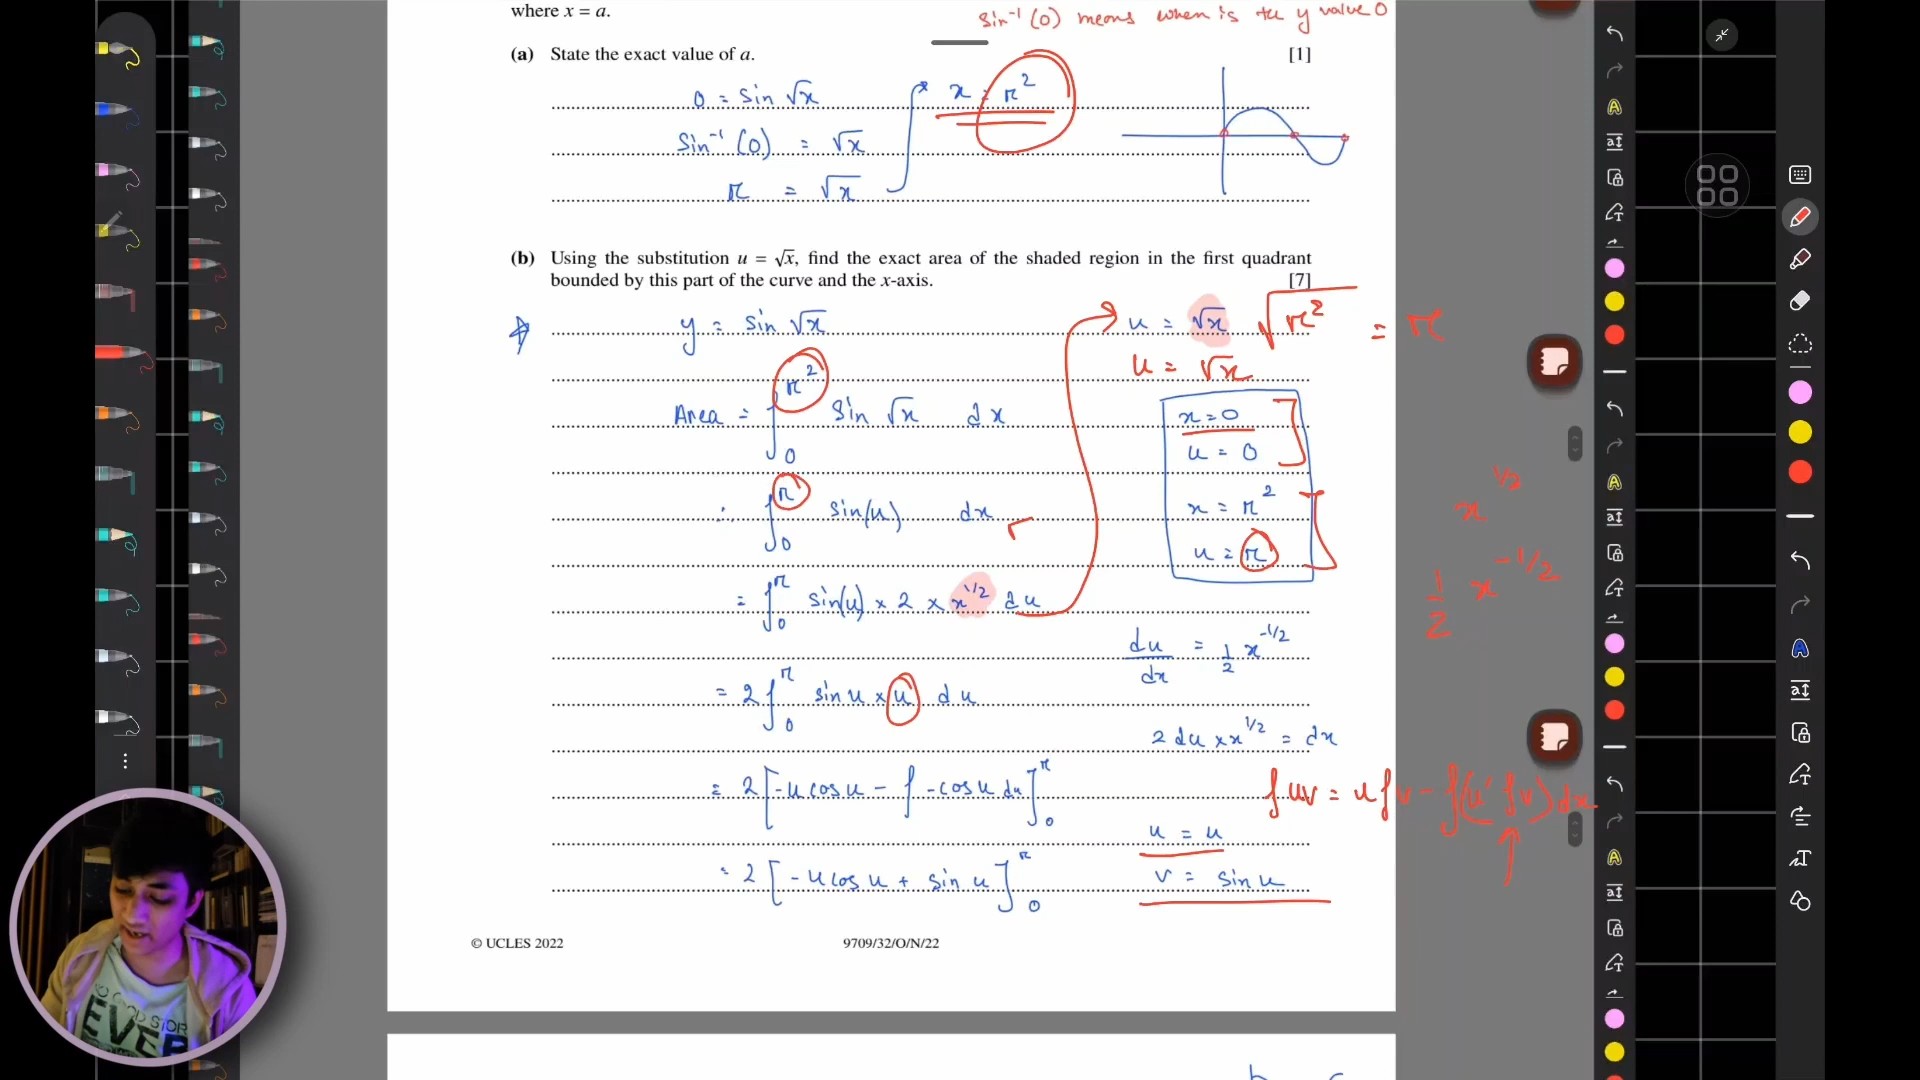 where x = a.
sin⁻¹ (0) means when is the y value 0
(a) State the exact value of a. [1]
0 = sin √x
x = π²
sin⁻¹ (0) = √x
π = √x
(b) Using the substitution u = √x, find the exact area of the shaded region in the first quadrant
bounded by this part of the curve and the x-axis. [7]
y = sin √x
u = √x √π² = π
u = √x
Area = ∫₀^π² sin √x dx
x = 0
u = 0
∴ ∫₀^π sin(u) dx
x = π²
u = π
x^1/2
1/2 x^-1/2
= ∫₀^π sin(u) × 2 × x^1/2 du
du/dx = 1/2 x^-1/2
= 2 ∫₀^π sin u × u du
2 du × x^1/2 = dx
= 2 [-u cos u - ∫ -cos u du]₀^π
∫ uv = u ∫ v - ∫ (u' ∫ v) dx
u = u
= 2 [-u cos u + sin u]₀^π
v = sin u
© UCLES 2022 9709/32/O/N/22
EVER